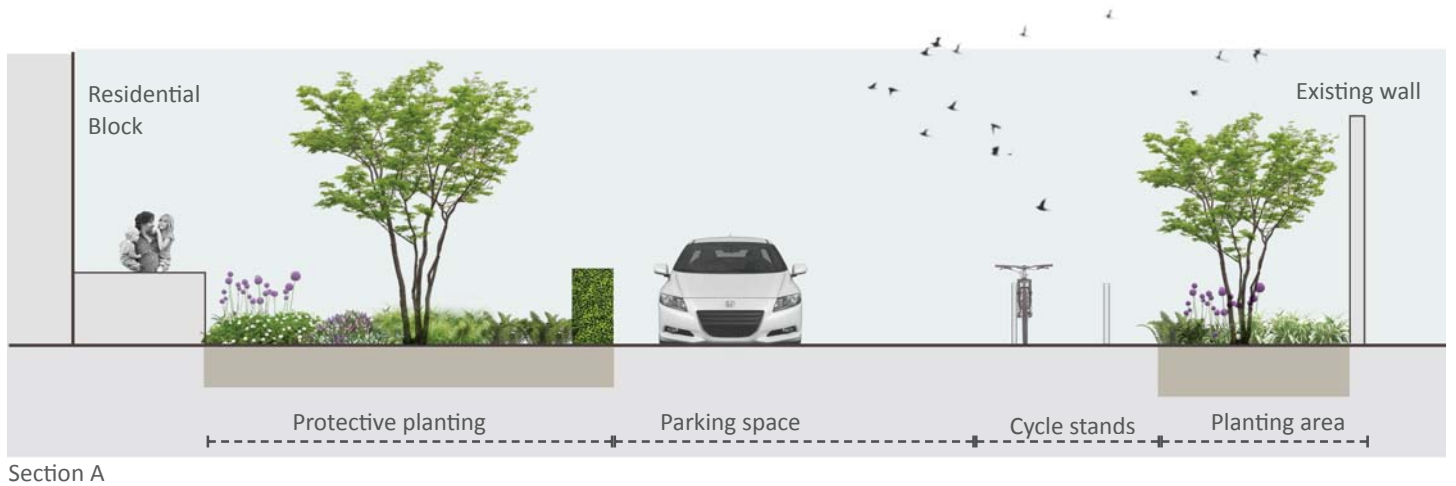 Residential
Block
Existing wall
Protective planting
Parking space
Cycle stands
Planting area
Section A